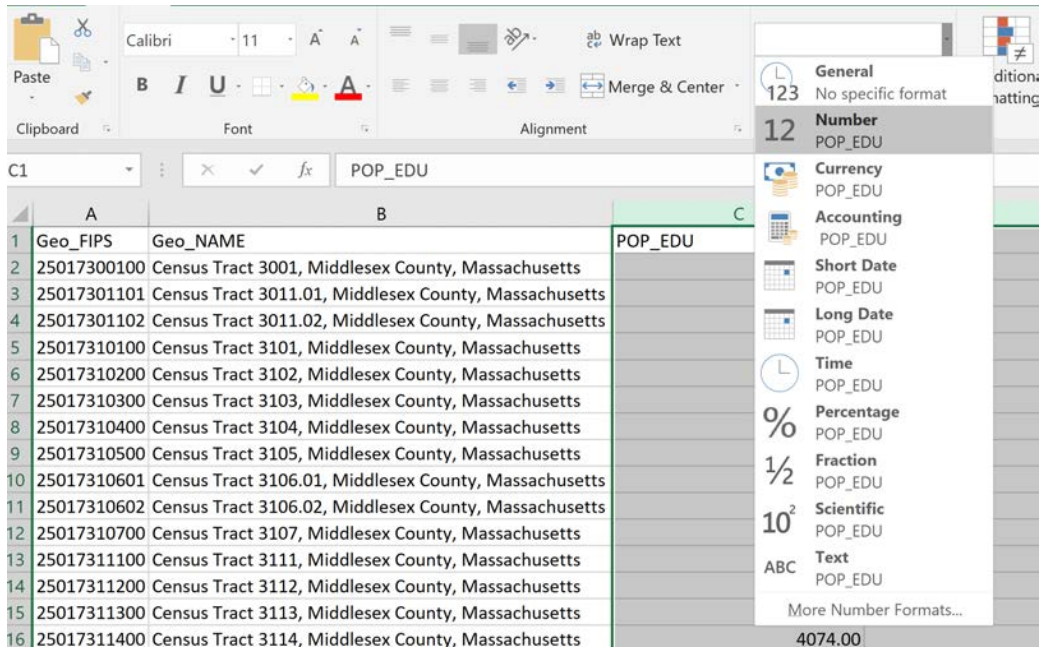 Calibri 11 A A Wrap Text
Paste B I U A Merge & Center ditiona
natting
Clipboard Font Alignment
General
123 No specific format
12 Number
POP_EDU
Currency
POP_EDU
Accounting
POP_EDU
Short Date
POP_EDU
Long Date
POP_EDU
Time
POP_EDU
% Percentage
POP_EDU
½ Fraction
POP_EDU
10² Scientific
POP_EDU
ABC Text
POP_EDU
More Number Formats...
C1 fx POP_EDU
A B C
1 Geo_FIPS Geo_NAME POP_EDU
2 25017300100 Census Tract 3001, Middlesex County, Massachusetts
3 25017301101 Census Tract 3011.01, Middlesex County, Massachusetts
4 25017301102 Census Tract 3011.02, Middlesex County, Massachusetts
5 25017310100 Census Tract 3101, Middlesex County, Massachusetts
6 25017310200 Census Tract 3102, Middlesex County, Massachusetts
7 25017310300 Census Tract 3103, Middlesex County, Massachusetts
8 25017310400 Census Tract 3104, Middlesex County, Massachusetts
9 25017310500 Census Tract 3105, Middlesex County, Massachusetts
10 25017310601 Census Tract 3106.01, Middlesex County, Massachusetts
11 25017310602 Census Tract 3106.02, Middlesex County, Massachusetts
12 25017310700 Census Tract 3107, Middlesex County, Massachusetts
13 25017311100 Census Tract 3111, Middlesex County, Massachusetts
14 25017311200 Census Tract 3112, Middlesex County, Massachusetts
15 25017311300 Census Tract 3113, Middlesex County, Massachusetts
16 25017311400 Census Tract 3114, Middlesex County, Massachusetts 4074.00